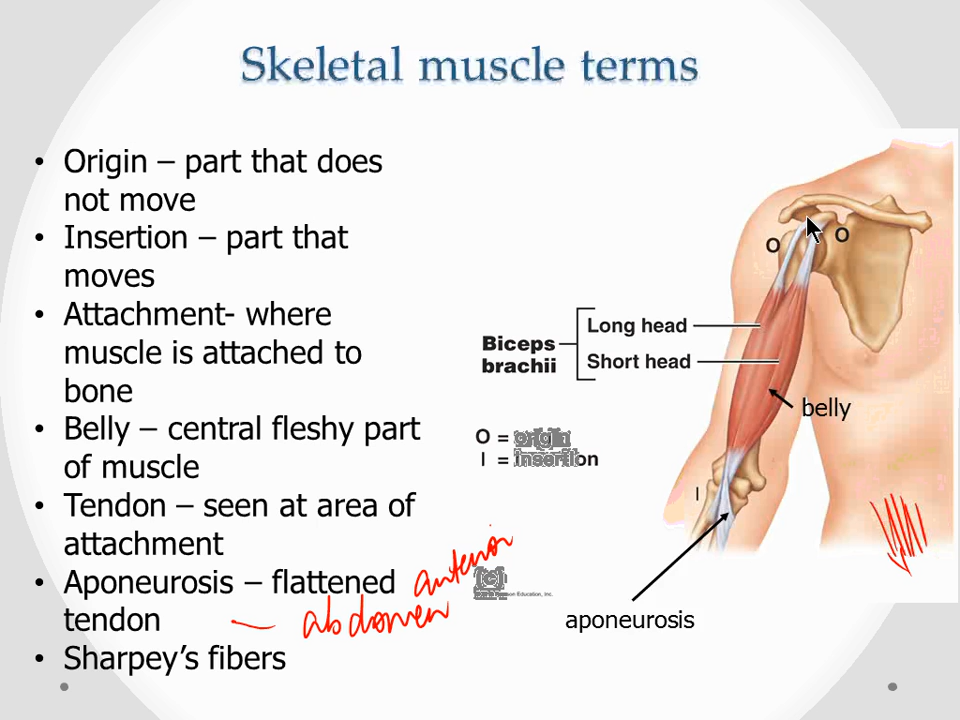 Skeletal muscle terms
• Origin – part that does
not move
• Insertion – part that
moves
• Attachment- where
muscle is attached to
bone
• Belly – central fleshy part
of muscle
• Tendon – seen at area of
attachment
• Aponeurosis – flattened
tendon
• Sharpey's fibers
anterior
abdomen
O
O
Long head
Biceps
brachii
Short head
belly
O = origin
I = insertion
I
aponeurosis